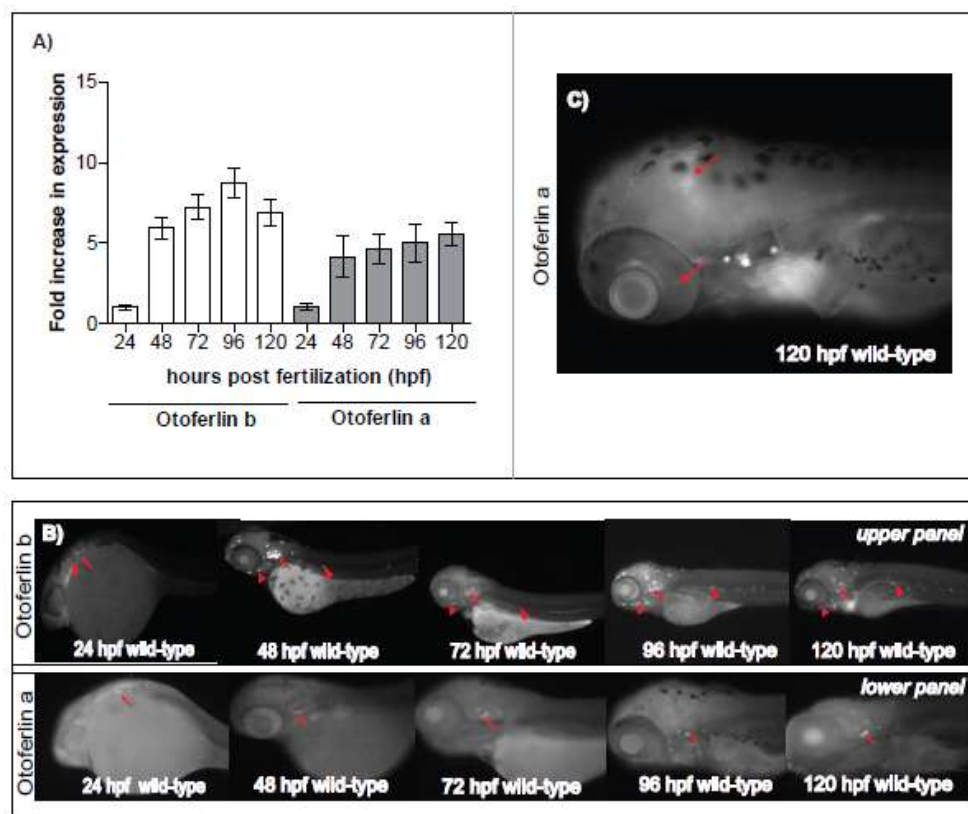 A)
Fold increase in expression
15
10
5
0
24 48 72 96 120 24 48 72 96 120
hours post fertilization (hpf)
Otoferlin b Otoferlin a
C)
Otoferlin a
120 hpf wild-type
B)
Otoferlin b
upper panel
24 hpf wild-type 48 hpf wild-type 72 hpf wild-type 96 hpf wild-type 120 hpf wild-type
Otoferlin a
lower panel
24 hpf wild-type 48 hpf wild-type 72 hpf wild-type 96 hpf wild-type 120 hpf wild-type